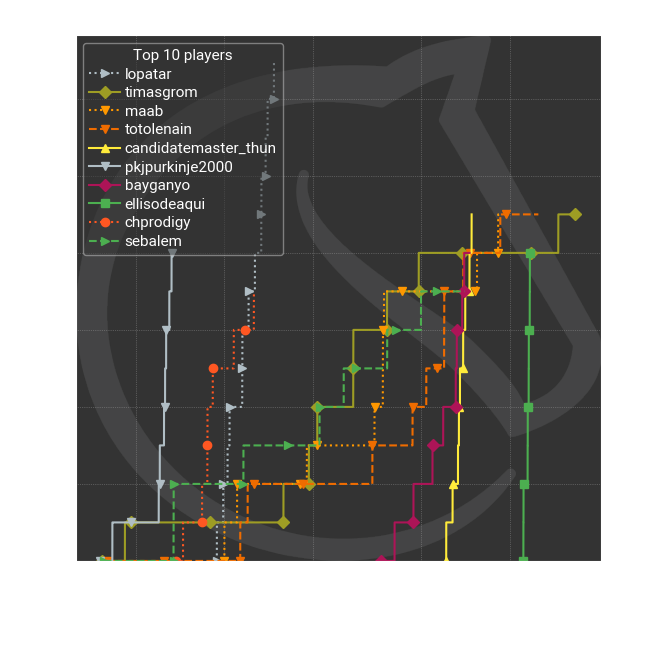 Top 10 players
lopatar
timasgrom
maab
totolenain
candidatemaster_thun
pkjpurkinje2000
bayganyo
ellisodeaqui
chprodigy
sebalem